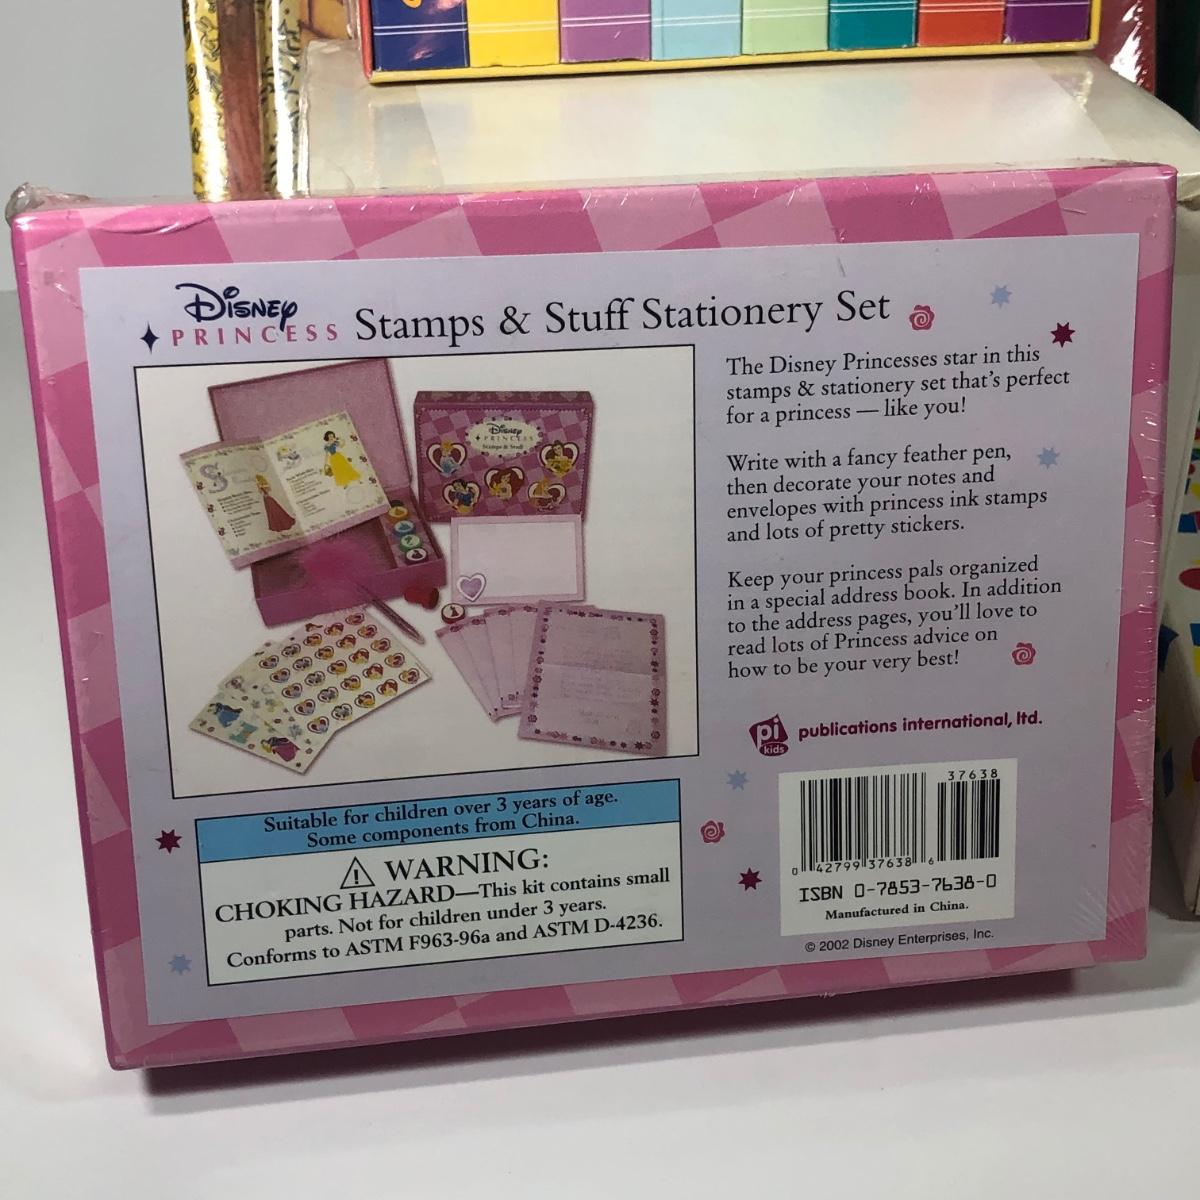 Disney
PRINCESS
Stamps & Stuff Stationery Set
The Disney Princesses star in this
stamps & stationery set that's perfect
for a princess — like you!
Write with a fancy feather pen,
then decorate your notes and
envelopes with princess ink stamps
and lots of pretty stickers.
Keep your princess pals organized
in a special address book. In addition
to the address pages, you'll love to
read lots of Princess advice on
how to be your very best!
Disney
PRINCESS
Stamps & Stuff
pi
kids
publications international, ltd.
Suitable for children over 3 years of age.
Some components from China.
WARNING:
CHOKING HAZARD—This kit contains small
parts. Not for children under 3 years.
Conforms to ASTM F963-96a and ASTM D-4236.
37638
0 42799 37638 6
ISBN 0-7853-7638-0
Manufactured in China.
© 2002 Disney Enterprises, Inc.